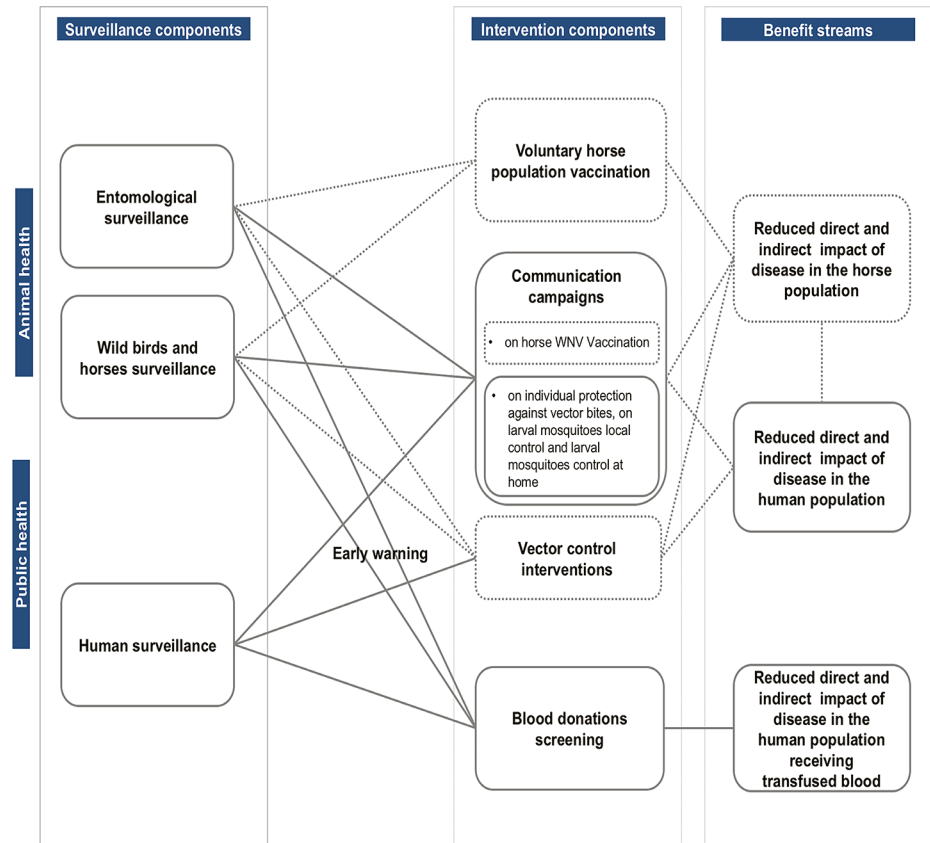 Surveillance components
Intervention components
Benefit streams
Animal health
Public health
Entomological
surveillance
Wild birds and
horses surveillance
Human surveillance
Early warning
Voluntary horse
population vaccination
Communication
campaigns
• on horse WNV Vaccination
• on individual protection
against vector bites, on
larval mosquitoes local
control and larval
mosquitoes control at
home
Vector control
interventions
Blood donations
screening
Reduced direct and
indirect impact of
disease in the horse
population
Reduced direct and
indirect impact of
disease in the
human population
Reduced direct and
indirect impact of
disease in the
human population
receiving
transfused blood